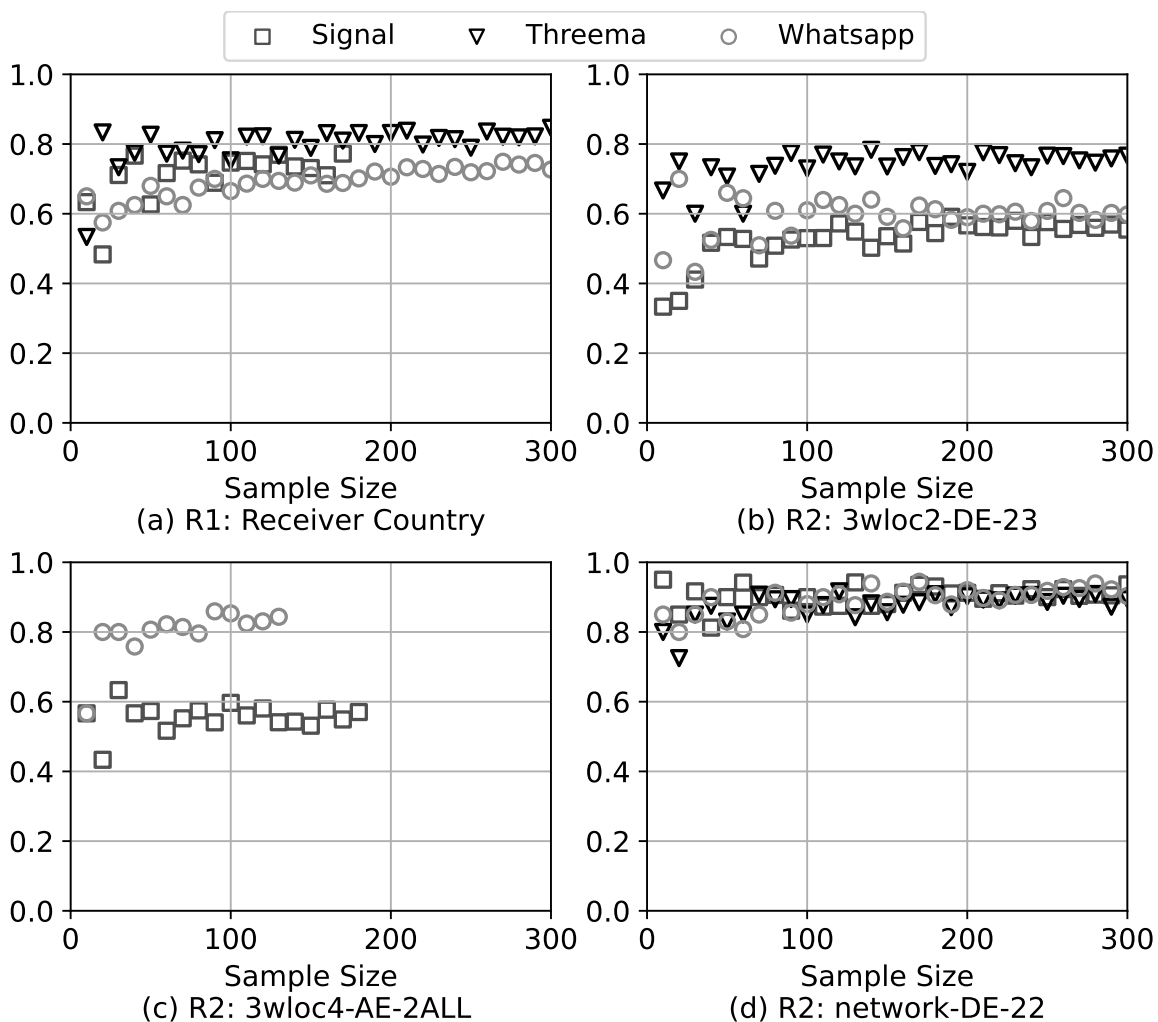 Signal Threema Whatsapp
1.0 1.0
0.8 0.8
0.6 0.6
0.4 0.4
0.2 0.2
0.0 0.0
0 100 200 300 0 100 200 300
Sample Size Sample Size
(a) R1: Receiver Country (b) R2: 3wloc2-DE-23
1.0 1.0
0.8 0.8
0.6 0.6
0.4 0.4
0.2 0.2
0.0 0.0
0 100 200 300 0 100 200 300
Sample Size Sample Size
(c) R2: 3wloc4-AE-2ALL (d) R2: network-DE-22